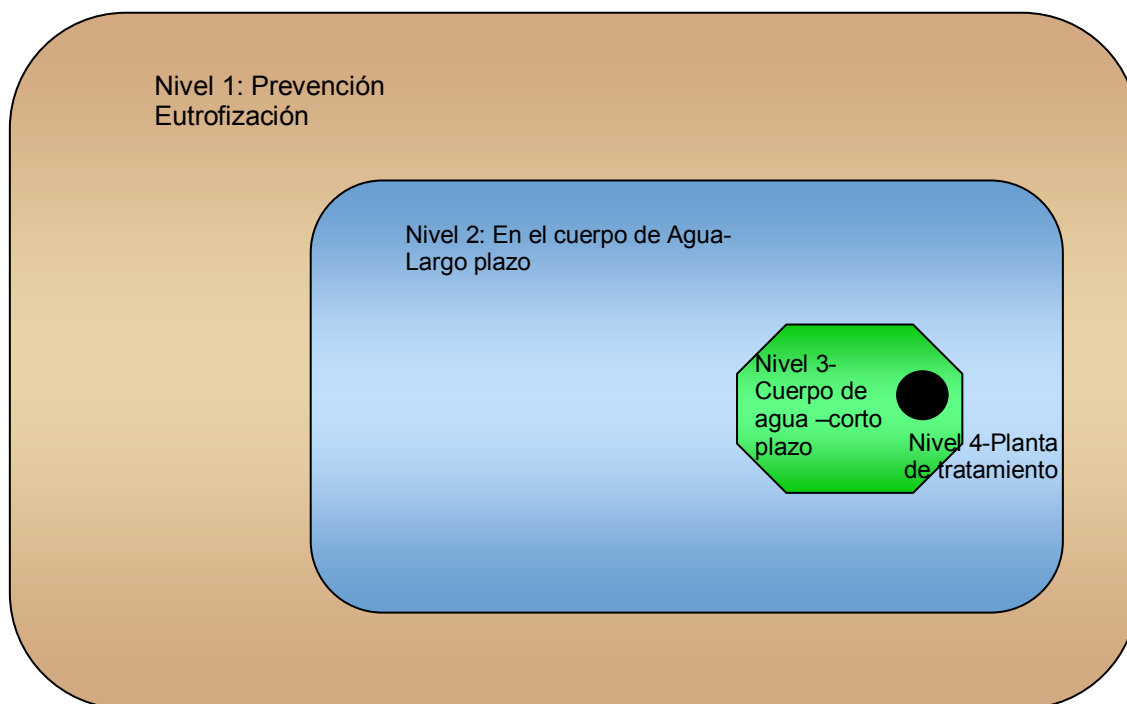 Nivel 1: Prevención
Eutrofización
Nivel 2: En el cuerpo de Agua-
Largo plazo
Nivel 3-
Cuerpo de
agua –corto
plazo
Nivel 4-Planta
de tratamiento